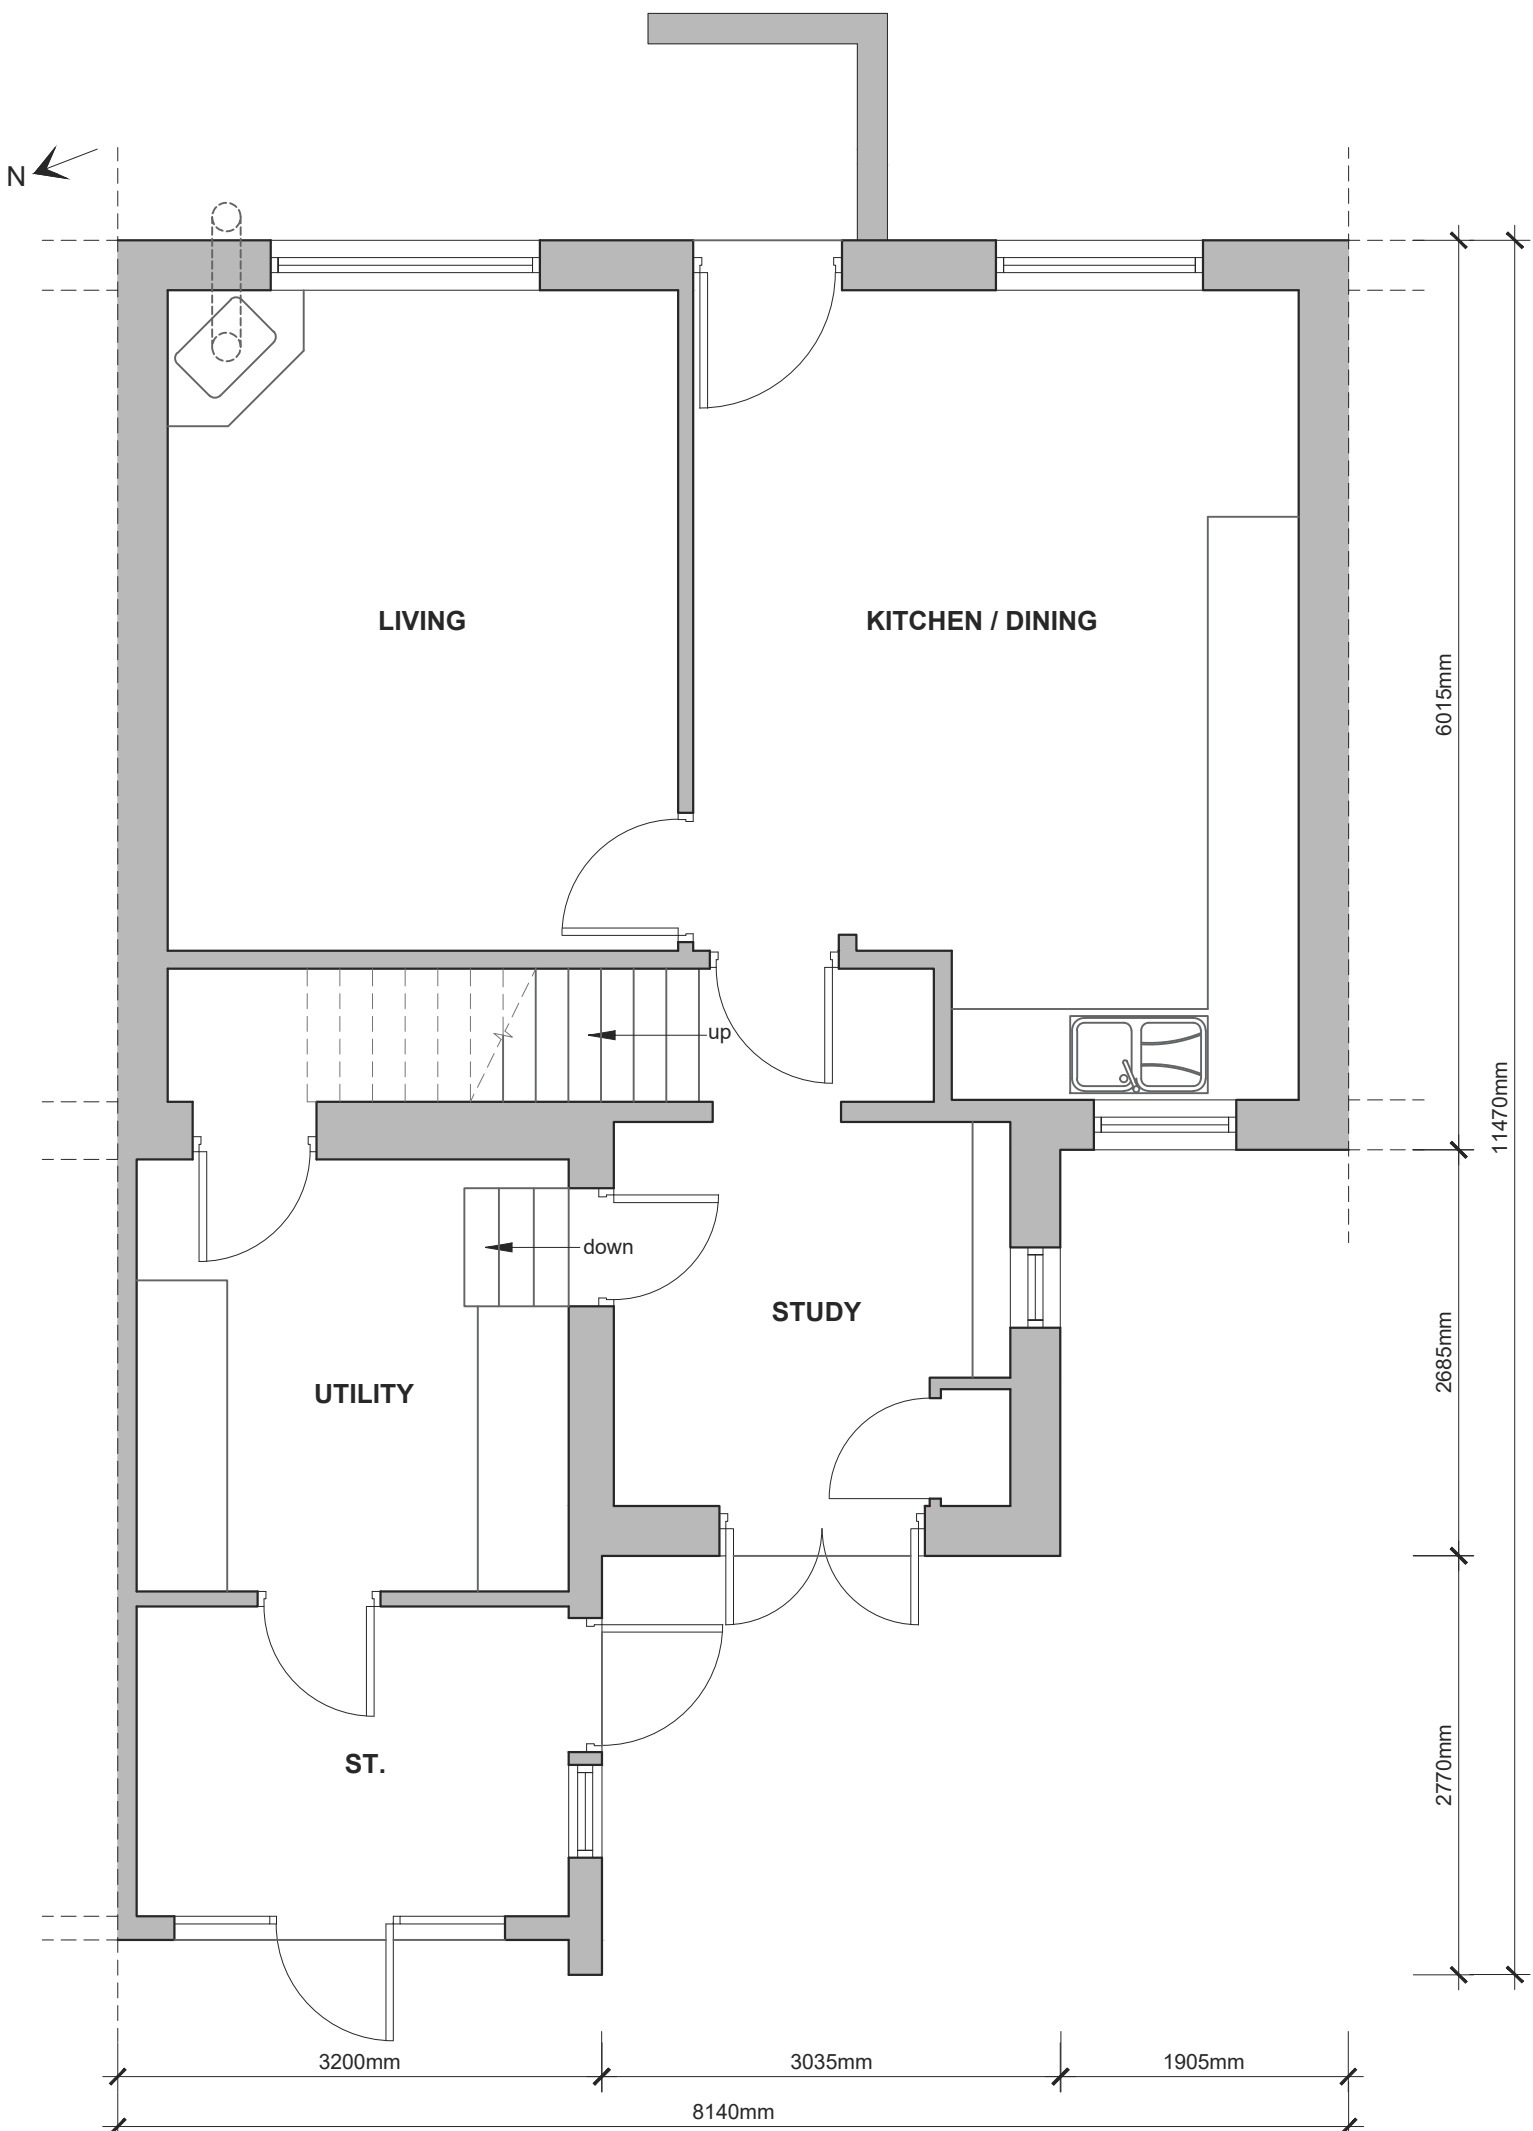 N
LIVING
KITCHEN / DINING
6015mm
up
11470mm
down
STUDY
2685mm
UTILITY
ST.
2770mm
3200mm
3035mm
1905mm
8140mm